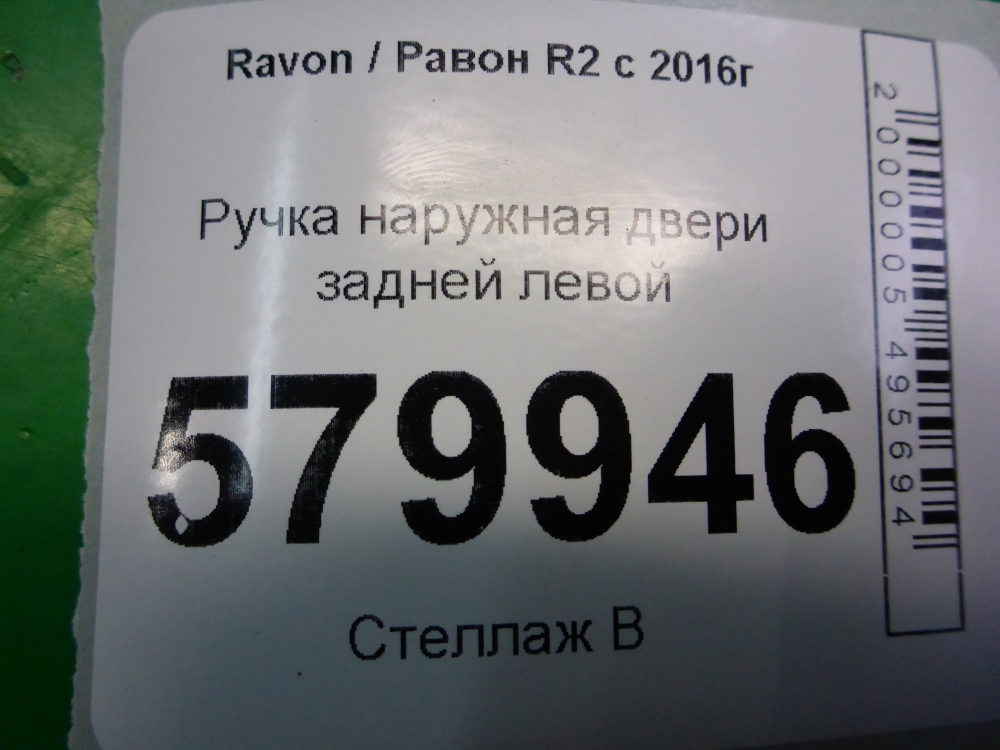 Ravon / Равон R2 с 2016г
Ручка наружная двери
задней левой
579946
Стеллаж В
2000005495694